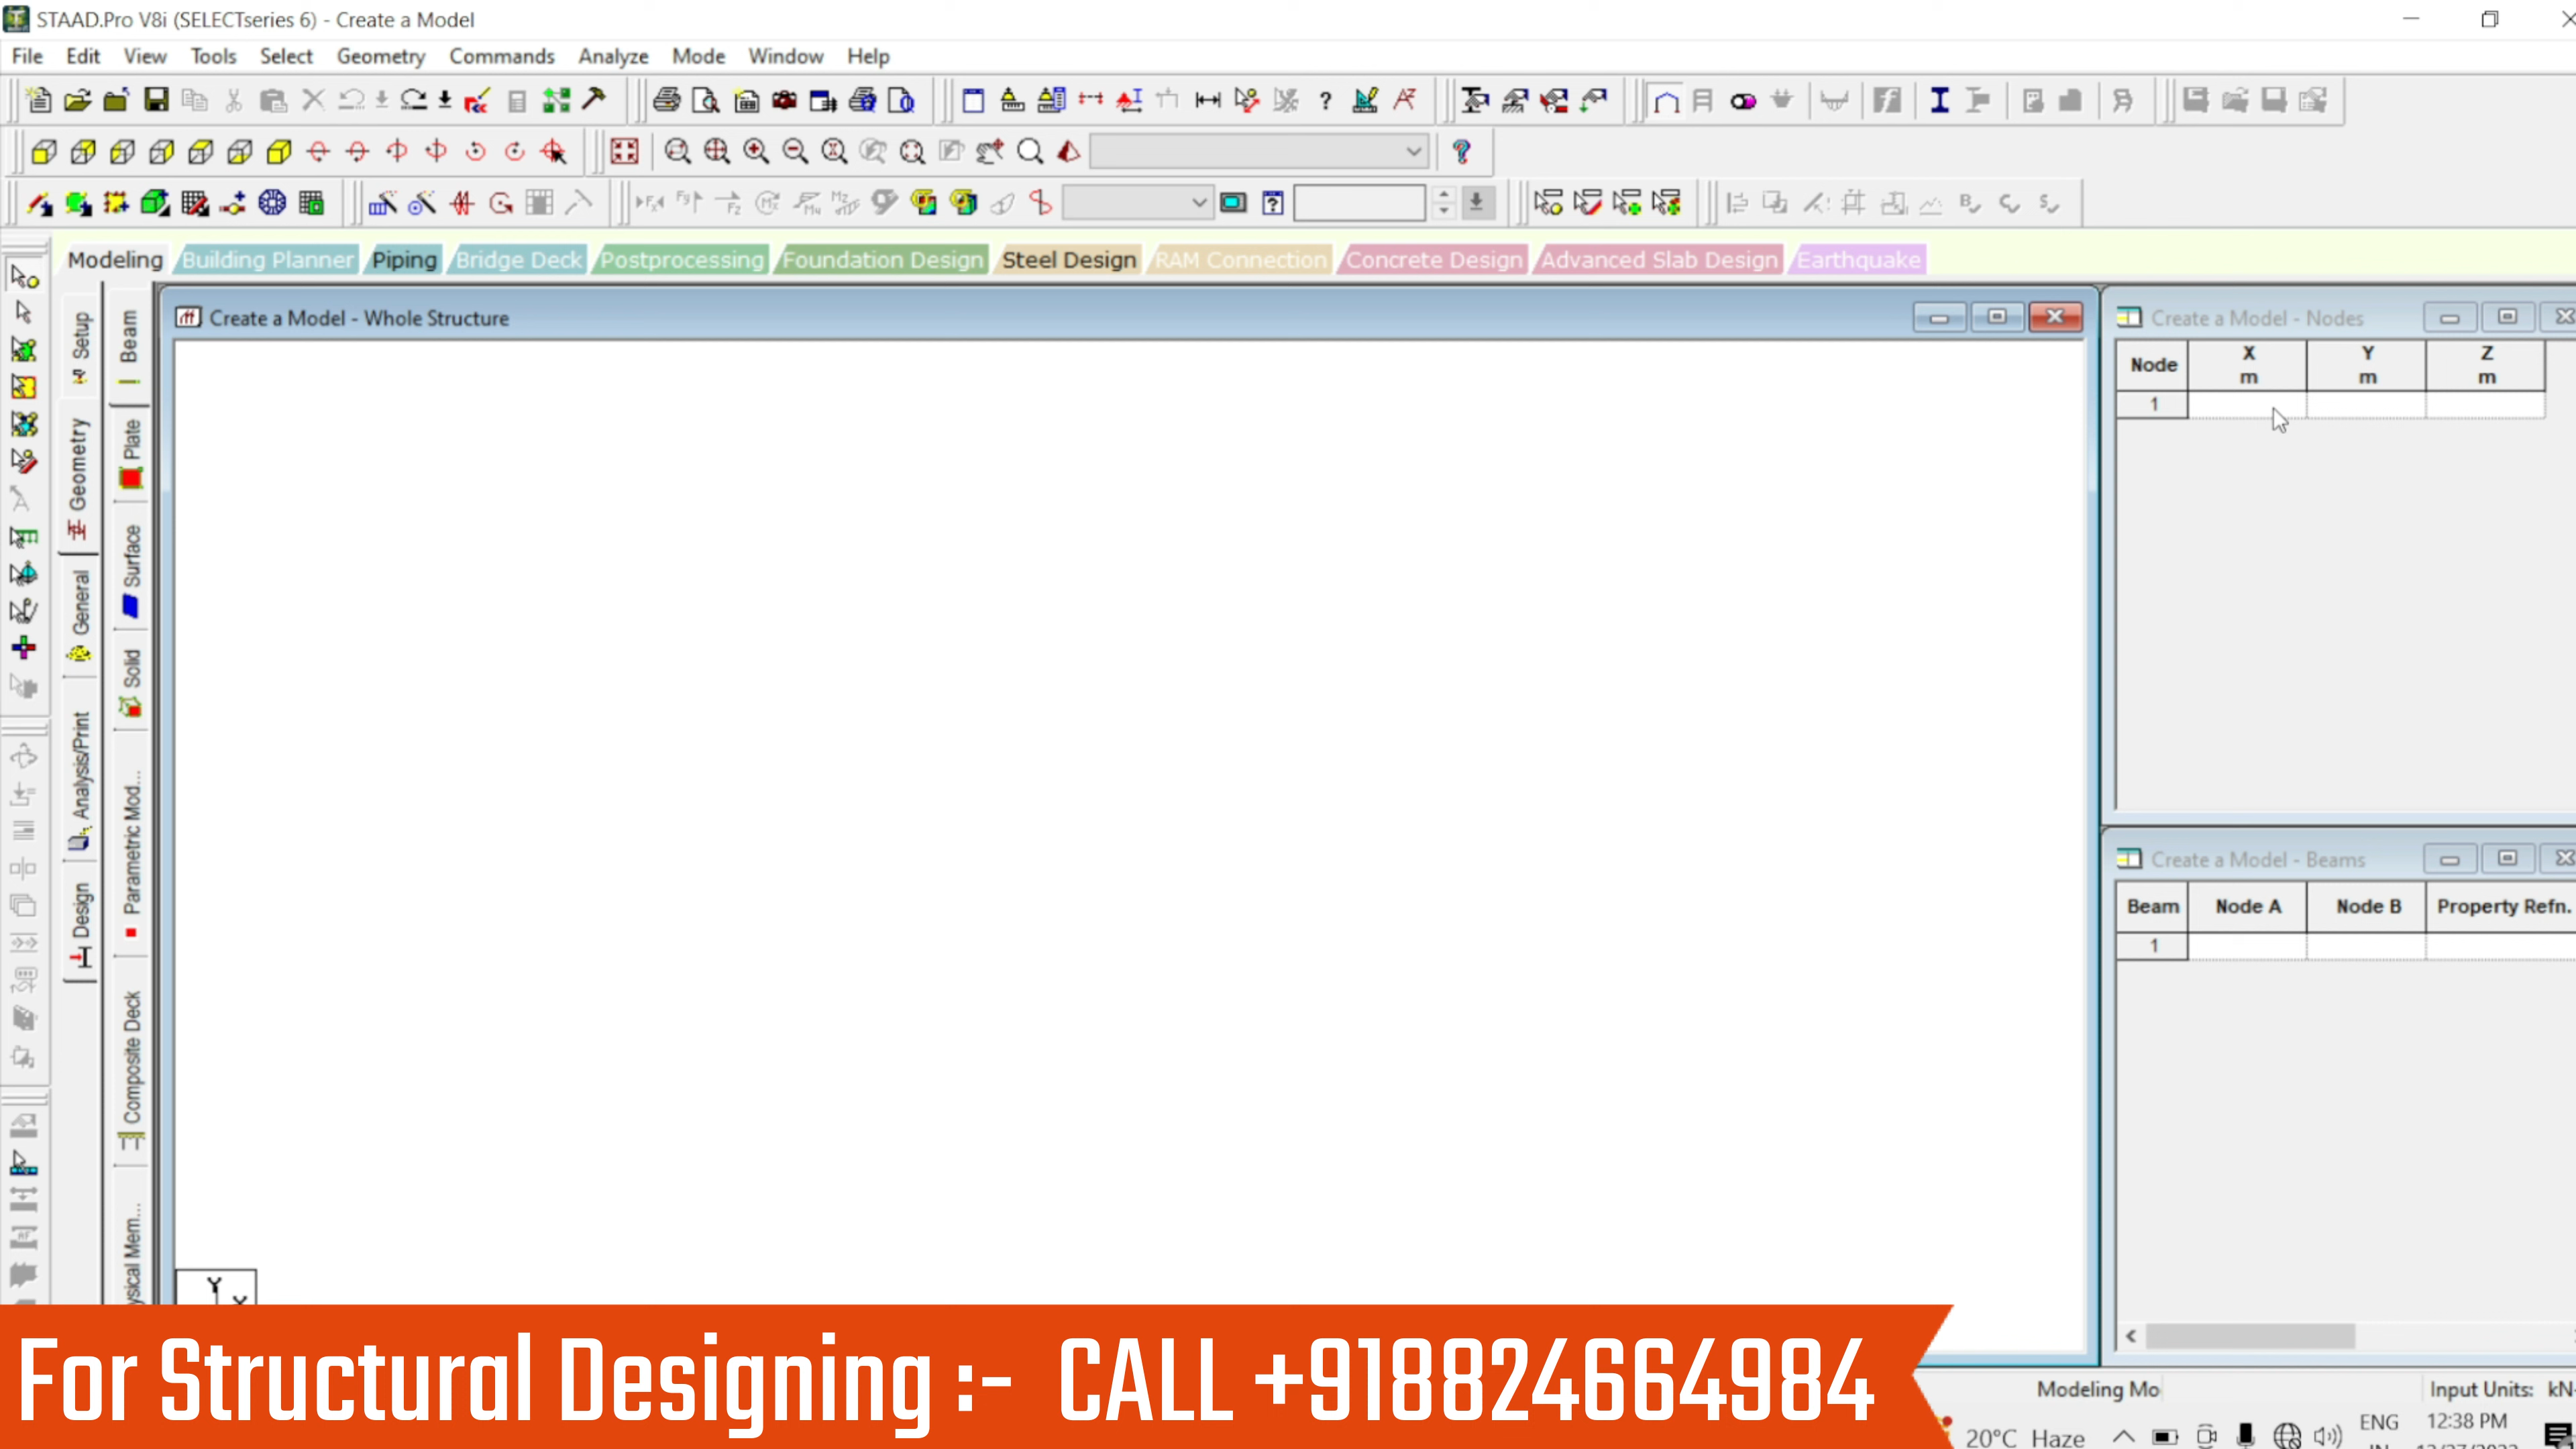 STAAD.Pro V8i (SELECTseries 6) - Create a Model
File Edit View Tools Select Geometry Commands Analyze Mode Window Help
Modeling Building Planner Piping Bridge Deck Postprocessing Foundation Design Steel Design RAM Connection Concrete Design Advanced Slab Design Earthquake
Setup
Geometry
General
Analysis/Print
Design
Beam
Plate
Surface
Solid
Parametric Mod...
Composite Deck
ysical Mem...
Create a Model - Whole Structure
Y
X
Create a Model - Nodes
Node X m Y m Z m
1
Create a Model - Beams
Beam Node A Node B Property Refn.
1
For Structural Designing :- CALL +918824664984
Modeling Mo
Input Units: kN
20°C Haze
ENG
12:38 PM